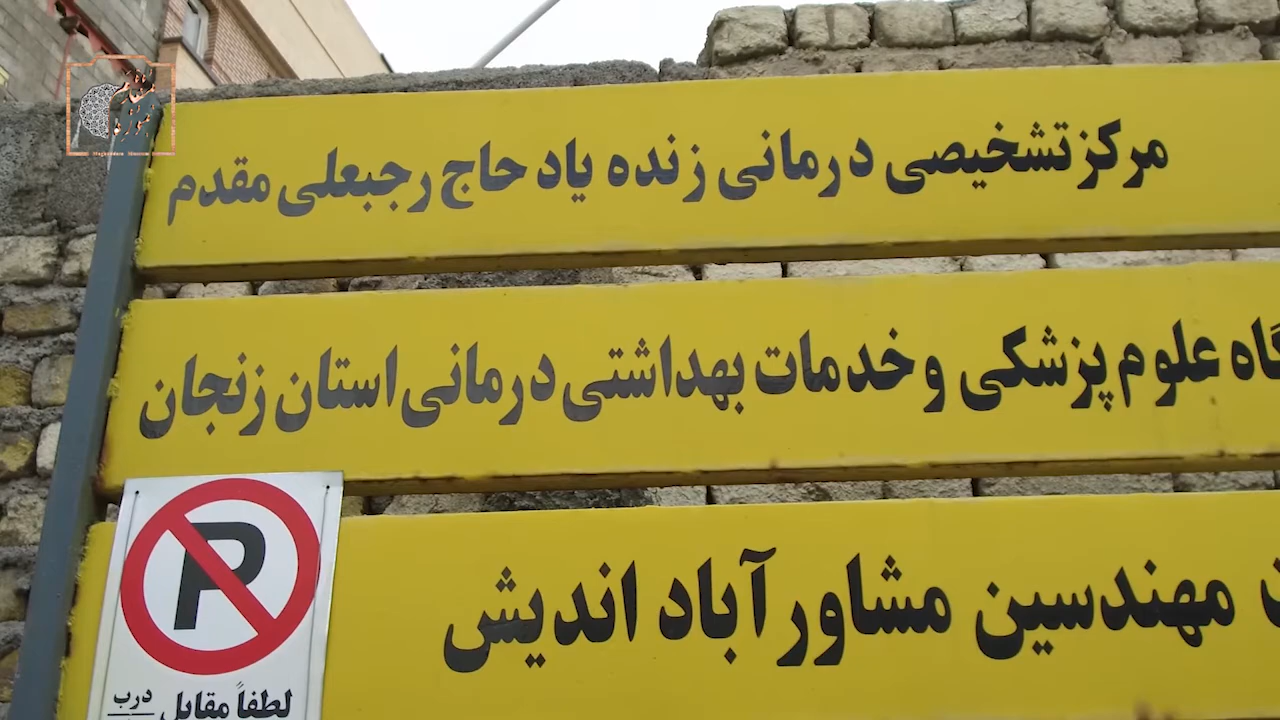 مرکز تشخیصی درمانی زنده یاد حاج رجبعلی مقدم
علوم پزشکی و خدمات بهداشتی درمانی استان زنجان
مهندسین مشاور آباد اندیش
P
لطفاً مقابل درب